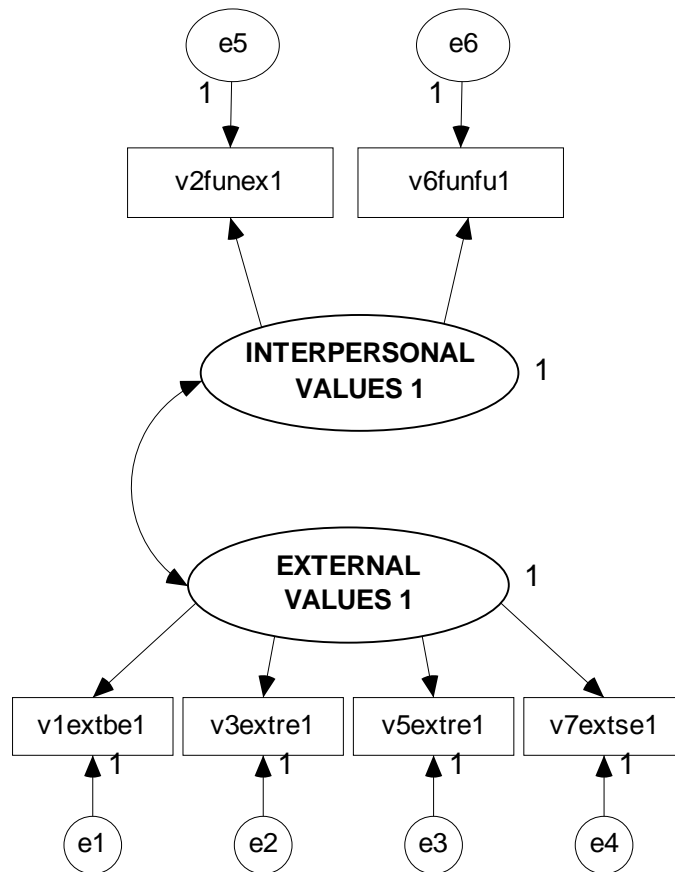 e5 e6
1 1
v2funex1 v6funfu1
INTERPERSONAL
VALUES 1
1
EXTERNAL
VALUES 1
1
v1extbe1 v3extre1 v5extre1 v7extse1
1 1 1 1
e1 e2 e3 e4